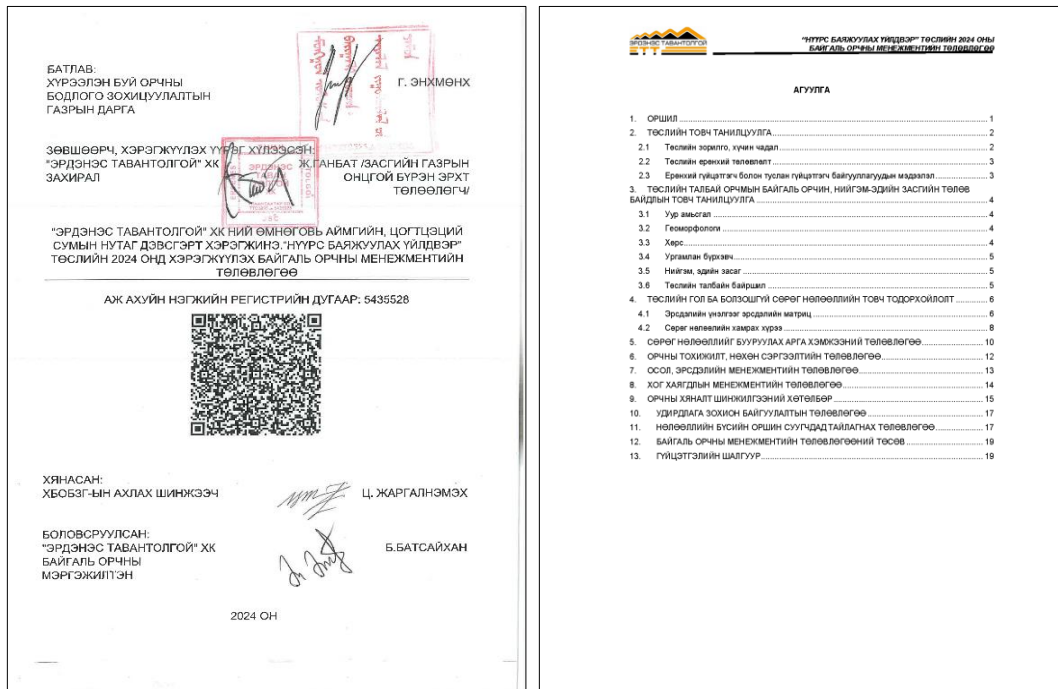 БАТЛАВ:
ХҮРЭЭЛЭН БУЙ ОРЧНЫ
БОДЛОГО ЗОХИЦУУЛАЛТЫН
ГАЗРЫН ДАРГА
Г. ЭНХМӨНХ
ЗӨВШӨӨРЧ, ХЭРЭГЖҮҮЛЭХ ҮҮРЭГ ХҮЛЭЭСЭН:
"ЭРДЭНЭС ТАВАНТОЛГОЙ" ХК
ЗАХИРАЛ
Ж.ГАНБАТ /ЗАСГИЙН ГАЗРЫН
ОНЦГОЙ БҮРЭН ЭРХТ
ТӨЛӨӨЛӨГЧ/
"ЭРДЭНЭС ТАВАНТОЛГОЙ" ХК НИЙ ӨМНӨГОВЬ АЙМГИЙН, ЦОГТЦЭЦИЙ
СУМЫН НУТАГ ДЭВСГЭРТ ХЭРЭГЖИНЭ."НҮҮРС БАЯЖУУЛАХ ҮЙЛДВЭР"
ТӨСЛИЙН 2024 ОНД ХЭРЭГЖҮҮЛЭХ БАЙГАЛЬ ОРЧНЫ МЕНЕЖМЕНТИЙН
ТӨЛӨВЛӨГӨӨ
АЖ АХУЙН НЭГЖИЙН РЕГИСТРИЙН ДУГААР: 5435528
ХЯНАСАН:
ХБОБЗГ-ЫН АХЛАХ ШИНЖЭЭЧ
Ц. ЖАРГАЛНЭМЭХ
БОЛОВСРУУЛСАН:
"ЭРДЭНЭС ТАВАНТОЛГОЙ" ХК
БАЙГАЛЬ ОРЧНЫ
МЭРГЭЖИЛТЭН
Б.БАТСАЙХАН
2024 ОН
ЭРДЭНЭС ТАВАНТОЛГОЙ
ETT
"НҮҮРС БАЯЖУУЛАХ ҮЙЛДВЭР" ТӨСЛИЙН 2024 ОНЫ
БАЙГАЛЬ ОРЧНЫ МЕНЕЖМЕНТИЙН ТӨЛӨВЛӨГӨӨ
АГУУЛГА
1. ОРШИЛ 1
2. ТӨСЛИЙН ТОВЧ ТАНИЛЦУУЛГА 2
2.1 Төслийн зорилго, хүчин чадал 2
2.2 Төслийн ерөнхий төлөвлөлт 3
2.3 Ерөнхий гүйцэтгэгч болон туслан гүйцэтгэгч байгууллагуудын мэдээлэл 3
3. ТӨСЛИЙН ТАЛБАЙ ОРЧМЫН БАЙГАЛЬ ОРЧИН, НИЙГЭМ-ЭДИЙН ЗАСГИЙН ТӨЛӨВ
БАЙДЛЫН ТОВЧ ТАНИЛЦУУЛГА 4
3.1 Уур амьсгал 4
3.2 Геоморфологи 4
3.3 Хөрс 4
3.4 Ургамлан бүрхэвч 5
3.5 Нийгэм, эдийн засаг 5
3.6 Төслийн талбайн байршил 5
4. ТӨСЛИЙН ГОЛ БА БОЛЗОШГҮЙ СӨРӨГ НӨЛӨӨЛЛИЙН ТОВЧ ТОДОРХОЙЛОЛТ 6
4.1 Эрсдэлийн үнэлгээг эрсдэлийн матриц 6
4.2 Сөрөг нөлөөлийн хамрах хүрээ 8
5. СӨРӨГ НӨЛӨӨЛЛИЙГ БУУРУУЛАХ АРГА ХЭМЖЭЭНИЙ ТӨЛӨВЛӨГӨӨ 10
6. ОРЧНЫ ТОХИЖИЛТ, НӨХӨН СЭРГЭЭЛТИЙН ТӨЛӨВЛӨГӨӨ 12
7. ОСОЛ, ЭРСДЭЛИЙН МЕНЕЖМЕНТИЙН ТӨЛӨВЛӨГӨӨ 13
8. ХОГ ХАЯГДЛЫН МЕНЕЖМЕНТИЙН ТӨЛӨВЛӨГӨӨ 14
9. ОРЧНЫ ХЯНАЛТ ШИНЖИЛГЭЭНИЙ ХӨТӨЛБӨР 15
10. УДИРДЛАГА ЗОХИОН БАЙГУУЛАЛТЫН ТӨЛӨВЛӨГӨӨ 17
11. НӨЛӨӨЛЛИЙН БҮСИЙН ОРШИН СУУГЧДАД ТАЙЛАГНАХ ТӨЛӨВЛӨГӨӨ 17
12. БАЙГАЛЬ ОРЧНЫ МЕНЕЖМЕНТИЙН ТӨЛӨВЛӨГӨӨНИЙ ТӨСӨВ 19
13. ГҮЙЦЭТГЭЛИЙН ШАЛГУУР 19